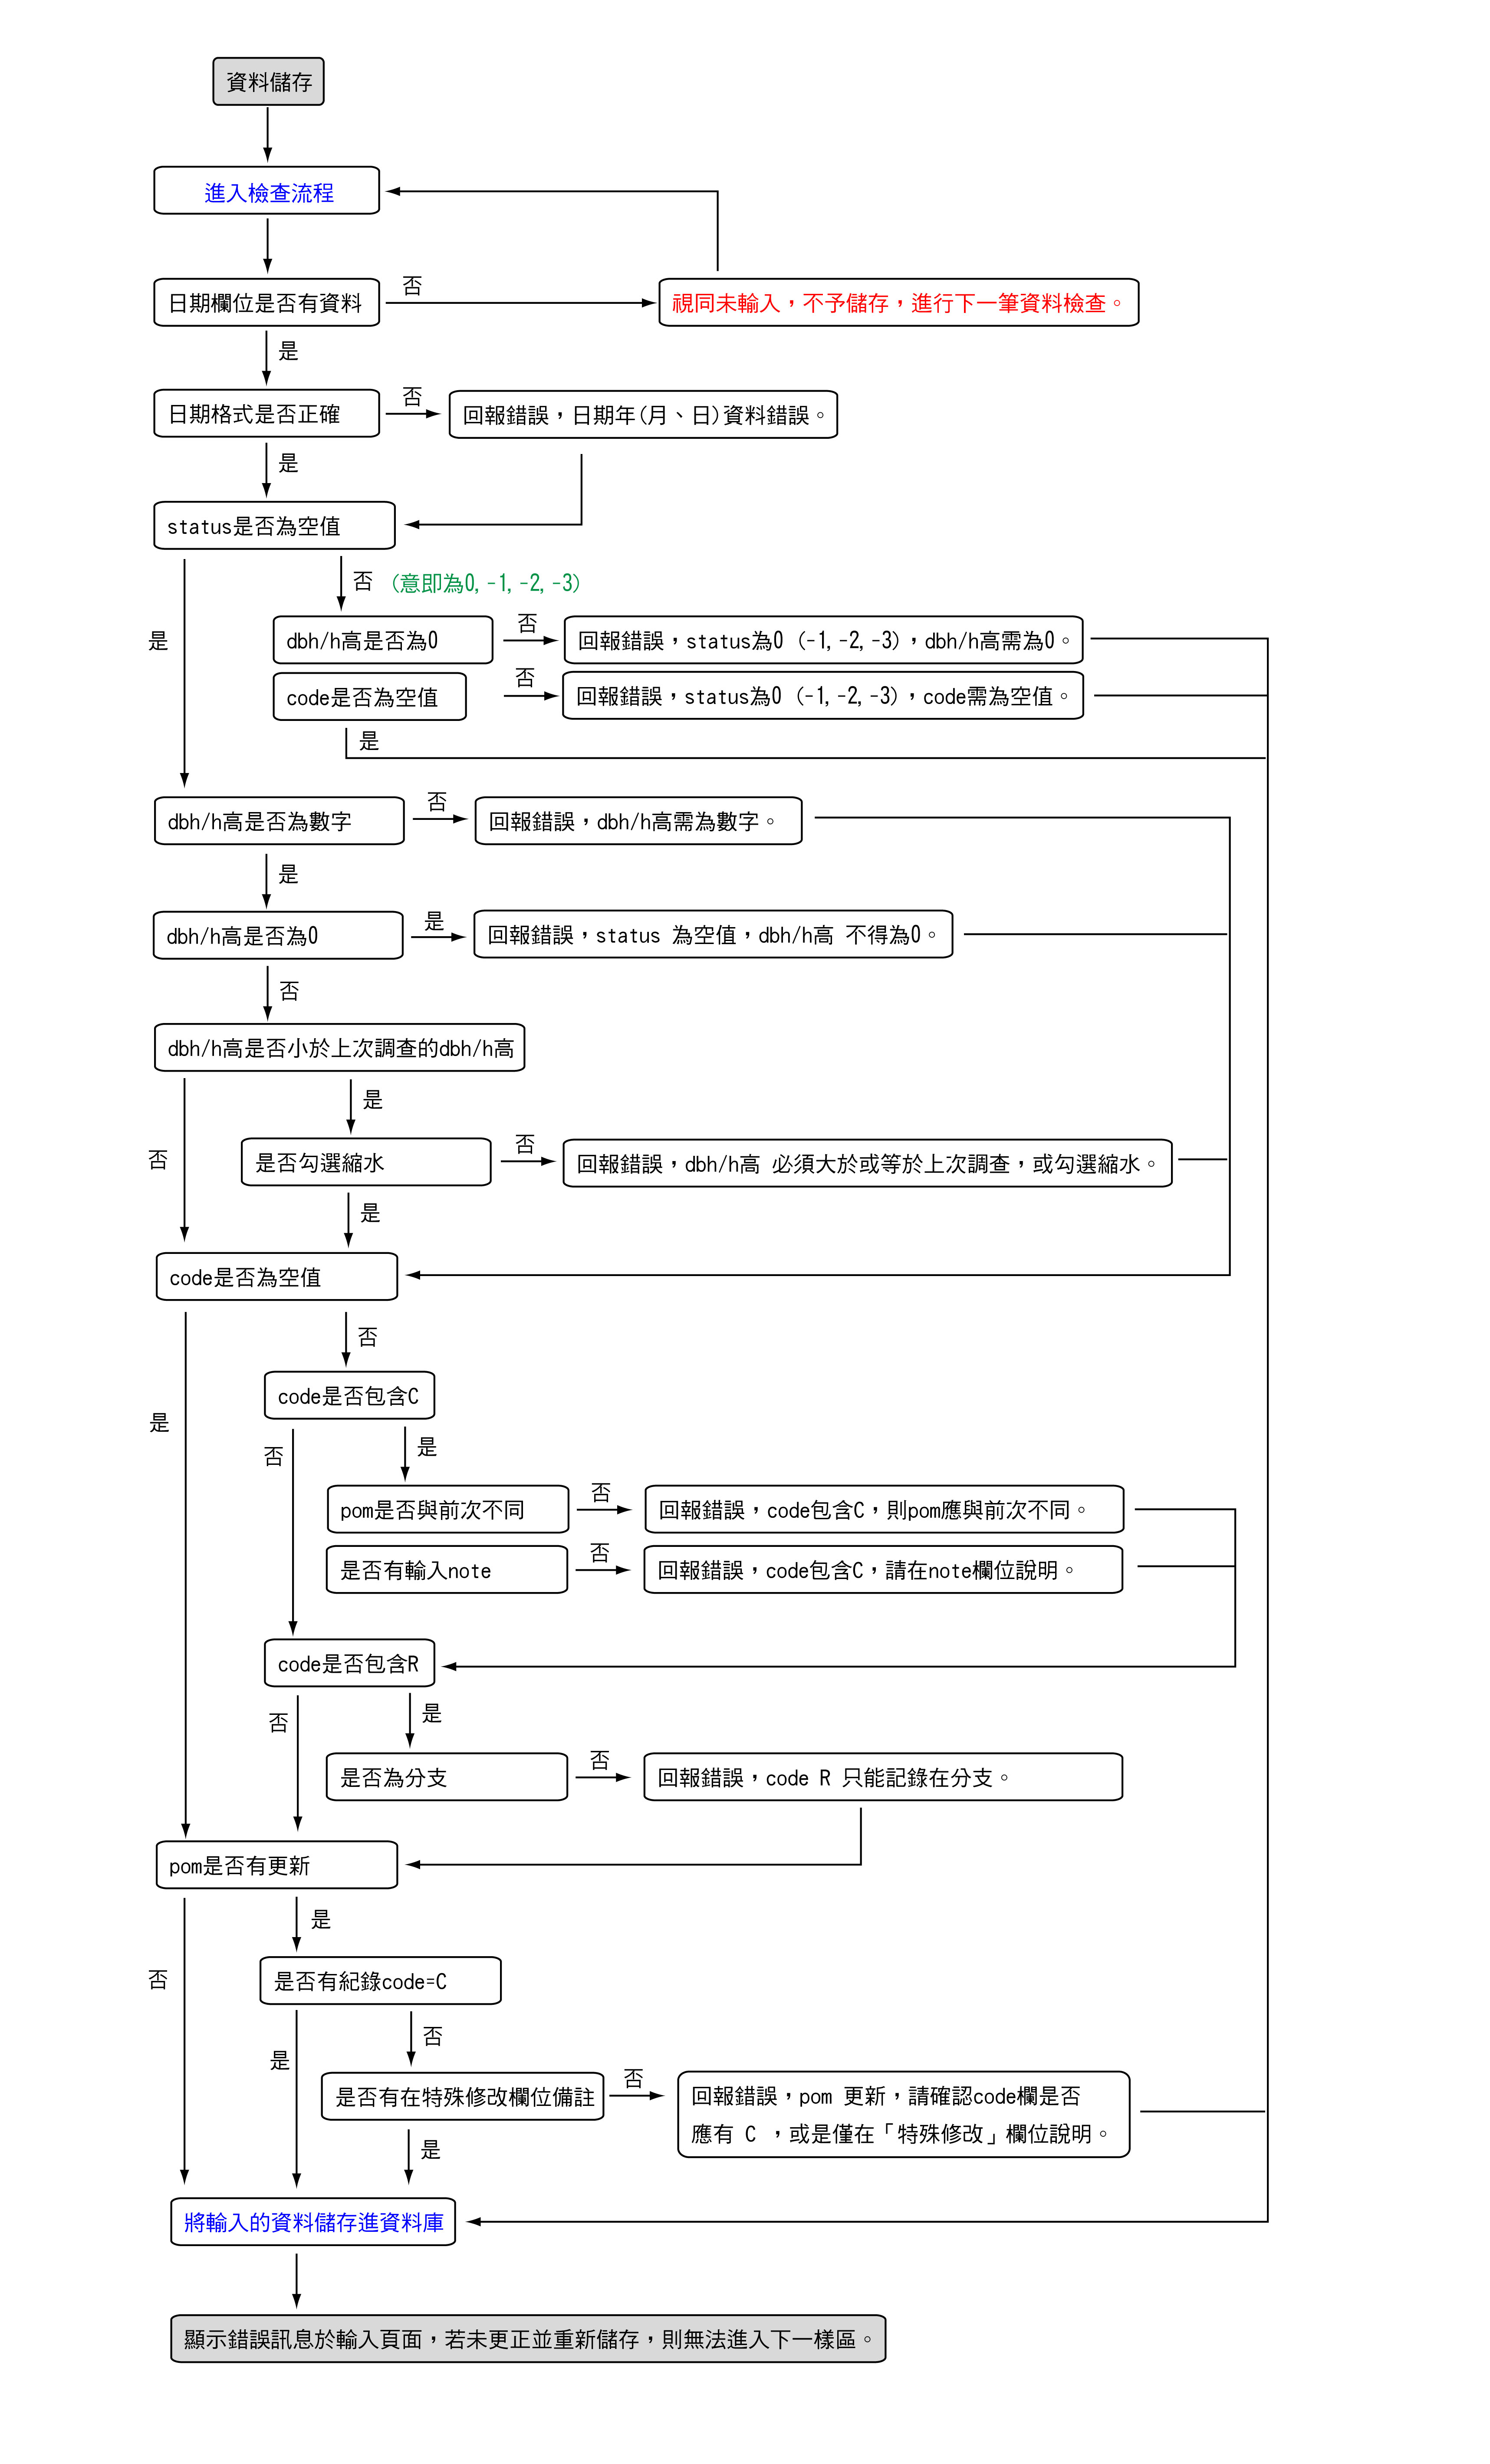 資料儲存
進入檢查流程
日期欄位是否有資料
否
視同未輸入，不予儲存，進行下一筆資料檢查。
是
日期格式是否正確
否
回報錯誤，日期年(月、日)資料錯誤。
是
status是否為空值
否 (意即為0, -1, -2, -3)
是
dbh/h高是否為0
否
回報錯誤，status為0 (-1, -2, -3)，dbh/h高需為0。
code是否為空值
否
回報錯誤，status為0 (-1, -2, -3)，code需為空值。
是
dbh/h高是否為數字
否
回報錯誤，dbh/h高需為數字。
是
dbh/h高是否為0
是
回報錯誤，status 為空值，dbh/h高 不得為0。
否
dbh/h高是否小於上次調查的dbh/h高
是
否
是否勾選縮水
否
回報錯誤，dbh/h高 必須大於或等於上次調查，或勾選縮水。
是
code是否為空值
否
是
code是否包含C
是
否
pom是否與前次不同
否
回報錯誤，code包含C，則pom應與前次不同。
是否有輸入note
否
回報錯誤，code包含C，請在note欄位說明。
code是否包含R
是
否
是否為分支
否
回報錯誤，code R 只能記錄在分支。
pom是否有更新
是
否
是否有紀錄code=C
否
是
是否有在特殊修改欄位備註
否
回報錯誤，pom 更新，請確認code欄是否
應有 C ，或是僅在「特殊修改」欄位說明。
是
將輸入的資料儲存進資料庫
顯示錯誤訊息於輸入頁面，若未更正並重新儲存，則無法進入下一樣區。